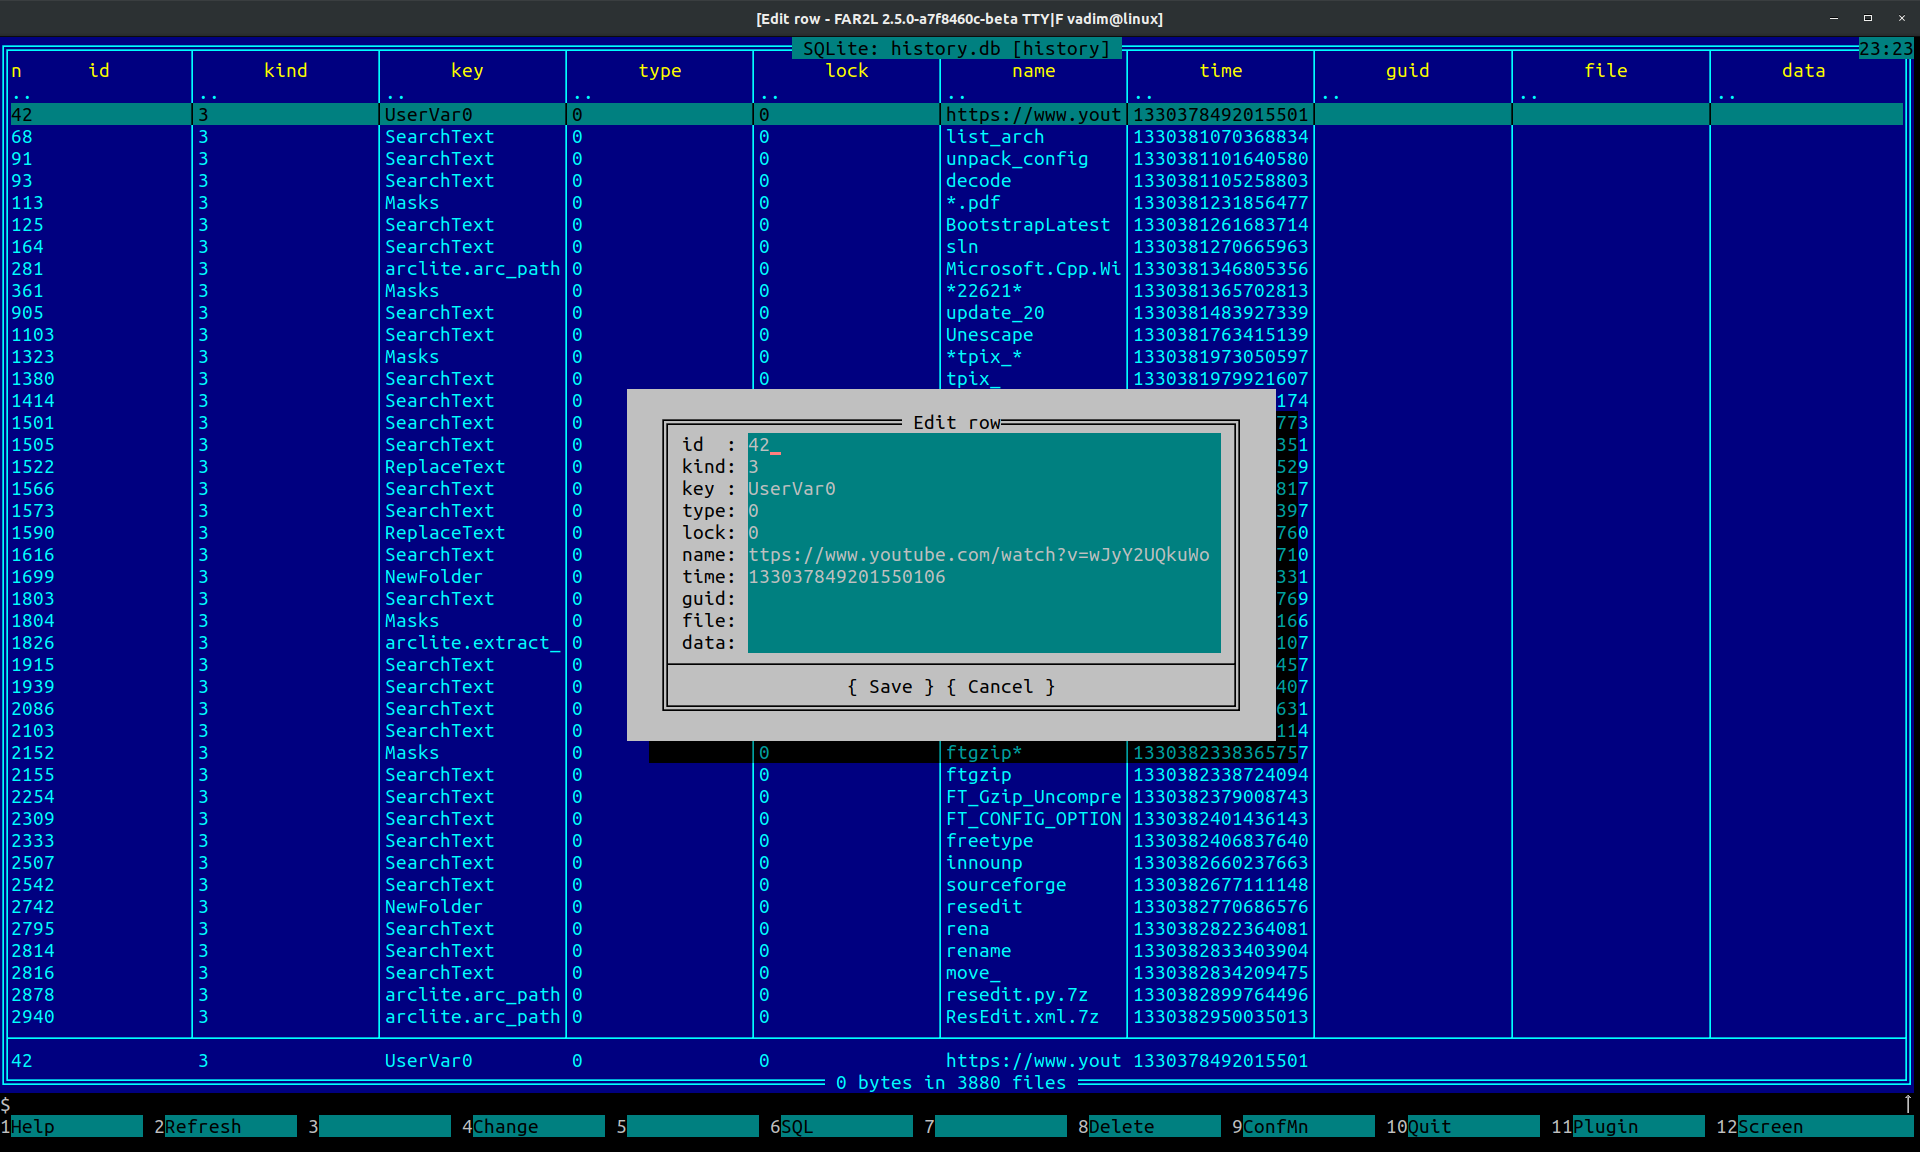 [Edit row - FAR2L 2.5.0-a7f8460c-beta TTY|F vadim@linux]
SQLite: history.db [history] 23:23
n id kind key type lock name time guid file data
.. .. .. .. .. .. .. .. .. ..
42 3 UserVar0 0 0 https://www.yout 1330378492015501
68 3 SearchText 0 0 list_arch 1330381070368834
91 3 SearchText 0 0 unpack_config 1330381101640580
93 3 SearchText 0 0 decode 1330381105258803
113 3 Masks 0 0 *.pdf 1330381231856477
125 3 SearchText 0 0 BootstrapLatest 1330381261683714
164 3 SearchText 0 0 sln 1330381270665963
281 3 arclite.arc_path 0 0 Microsoft.Cpp.Wi 1330381346805356
361 3 Masks 0 0 *22621* 1330381365702813
905 3 SearchText 0 0 update_20 1330381483927339
1103 3 SearchText 0 0 Unescape 1330381763415139
1323 3 Masks 0 0 *tpix_* 1330381973050597
1380 3 SearchText 0 0 tpix_ 1330381979921607
1414 3 SearchText 0 174
1501 3 SearchText 0 Edit row 773
1505 3 SearchText 0 id : 42 351
1522 3 ReplaceText 0 kind: 3 529
1566 3 SearchText 0 key : UserVar0 817
1573 3 SearchText 0 type: 0 397
1590 3 ReplaceText 0 lock: 0 760
1616 3 SearchText 0 name: ttps://www.youtube.com/watch?v=wJyY2UQkuWo 710
1699 3 NewFolder 0 time: 133037849201550106 331
1803 3 SearchText 0 guid: 769
1804 3 Masks 0 file: 166
1826 3 arclite.extract_ 0 data: 107
1915 3 SearchText 0 457
1939 3 SearchText 0 { Save } { Cancel } 407
2086 3 SearchText 0 631
2103 3 SearchText 0 114
2152 3 Masks 0 0 ftgzip* 1330382338365757
2155 3 SearchText 0 0 ftgzip 1330382338724094
2254 3 SearchText 0 0 FT_Gzip_Uncompre 1330382379008743
2309 3 SearchText 0 0 FT_CONFIG_OPTION 1330382401436143
2333 3 SearchText 0 0 freetype 1330382406837640
2507 3 SearchText 0 0 innounp 1330382660237663
2542 3 SearchText 0 0 sourceforge 1330382677111148
2742 3 NewFolder 0 0 resedit 1330382770686576
2795 3 SearchText 0 0 rena 1330382822364081
2814 3 SearchText 0 0 rename 1330382833403904
2816 3 SearchText 0 0 move_ 1330382834209475
2878 3 arclite.arc_path 0 0 resedit.py.7z 1330382899764496
2940 3 arclite.arc_path 0 0 ResEdit.xml.7z 1330382950035013
42 3 UserVar0 0 0 https://www.yout 1330378492015501
0 bytes in 3880 files
$
1Help 2Refresh 3 4Change 5 6SQL 7 8Delete 9ConfMn 10Quit 11Plugin 12Screen